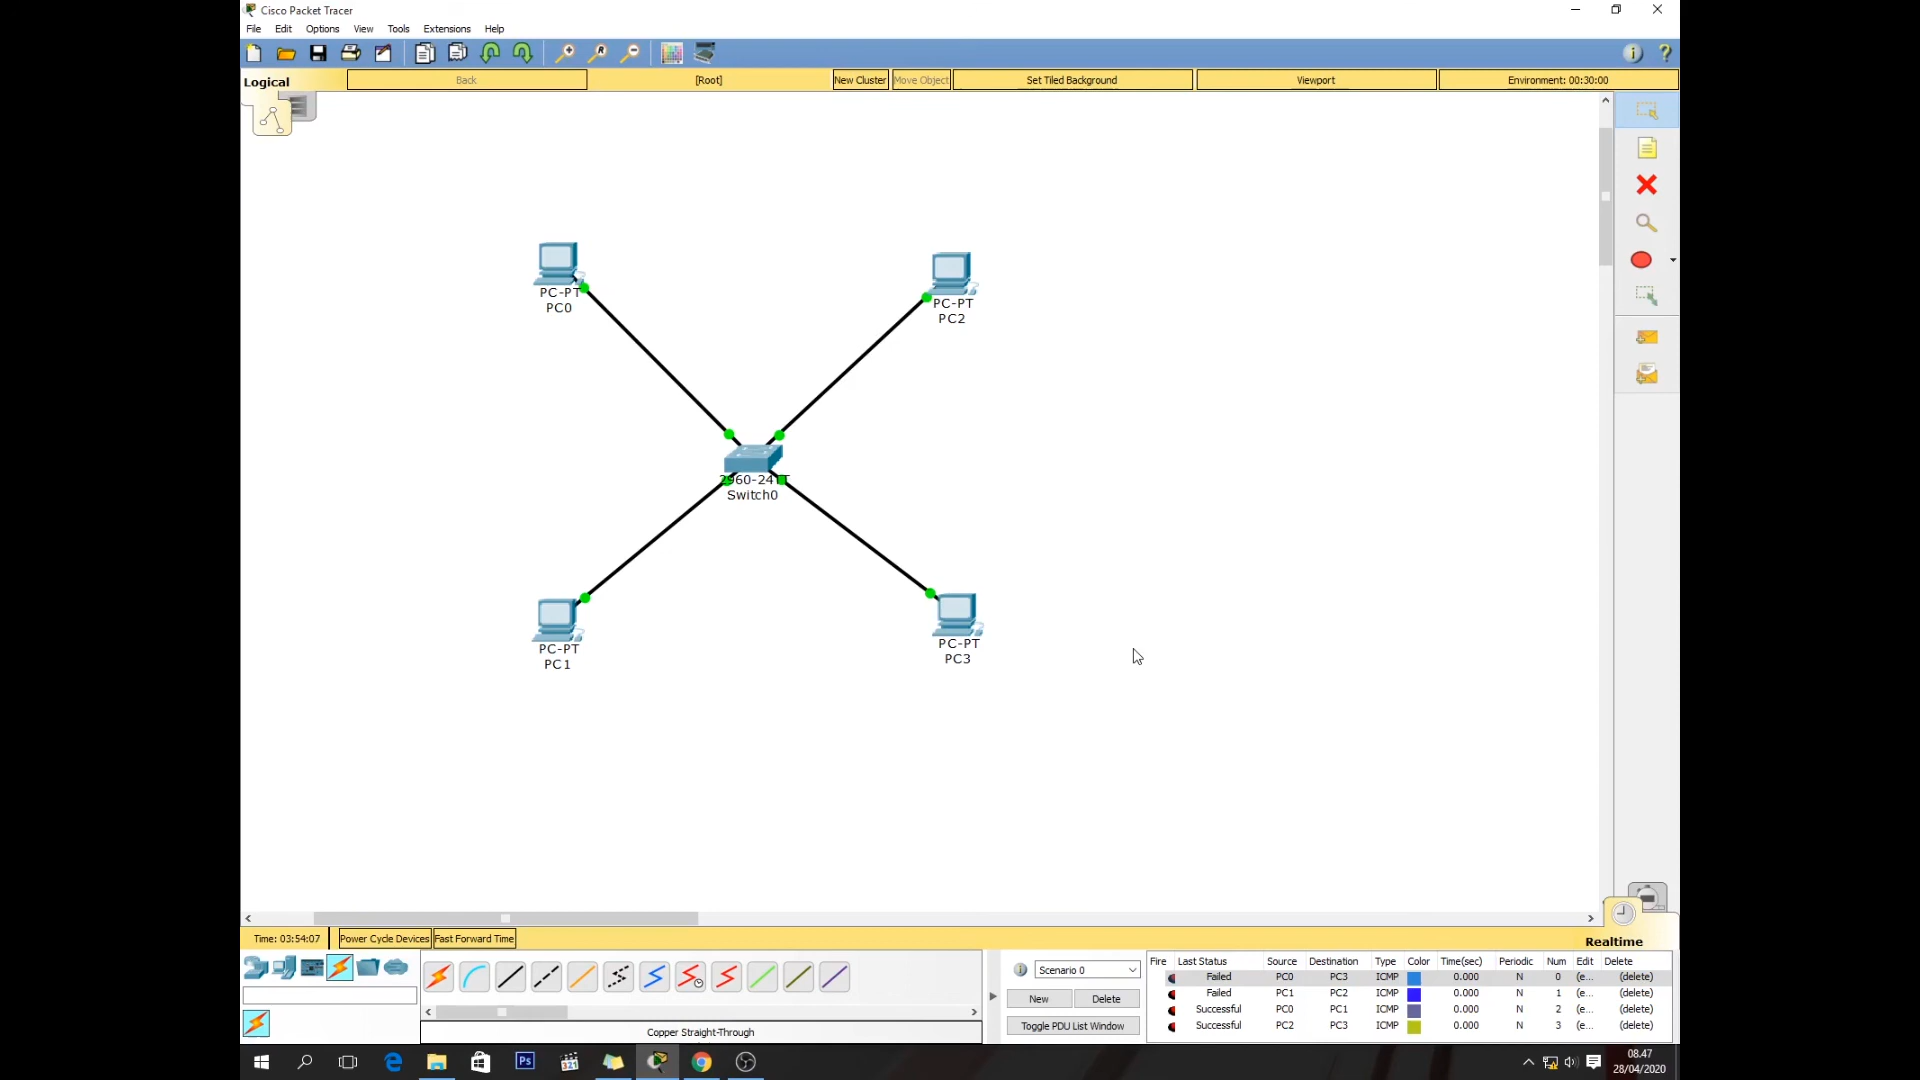 Cisco Packet Tracer
File Edit Options View Tools Extensions Help
Logical Back [Root] New Cluster Move Object Set Tiled Background Viewport Environment: 00:30:00
PC-PT
PC0
PC-PT
PC2
2960-24TT
Switch0
PC-PT
PC1
PC-PT
PC3
Time: 03:54:07 Power Cycle Devices Fast Forward Time Realtime
Scenario 0
New Delete
Toggle PDU List Window
Copper Straight-Through
Fire Last Status Source Destination Type Color Time(sec) Periodic Num Edit Delete
Failed PC0 PC3 ICMP 0.000 N 0 (e... (delete)
Failed PC1 PC2 ICMP 0.000 N 1 (e... (delete)
Successful PC0 PC1 ICMP 0.000 N 2 (e... (delete)
Successful PC2 PC3 ICMP 0.000 N 3 (e... (delete)
Ps 321
08.47
28/04/2020